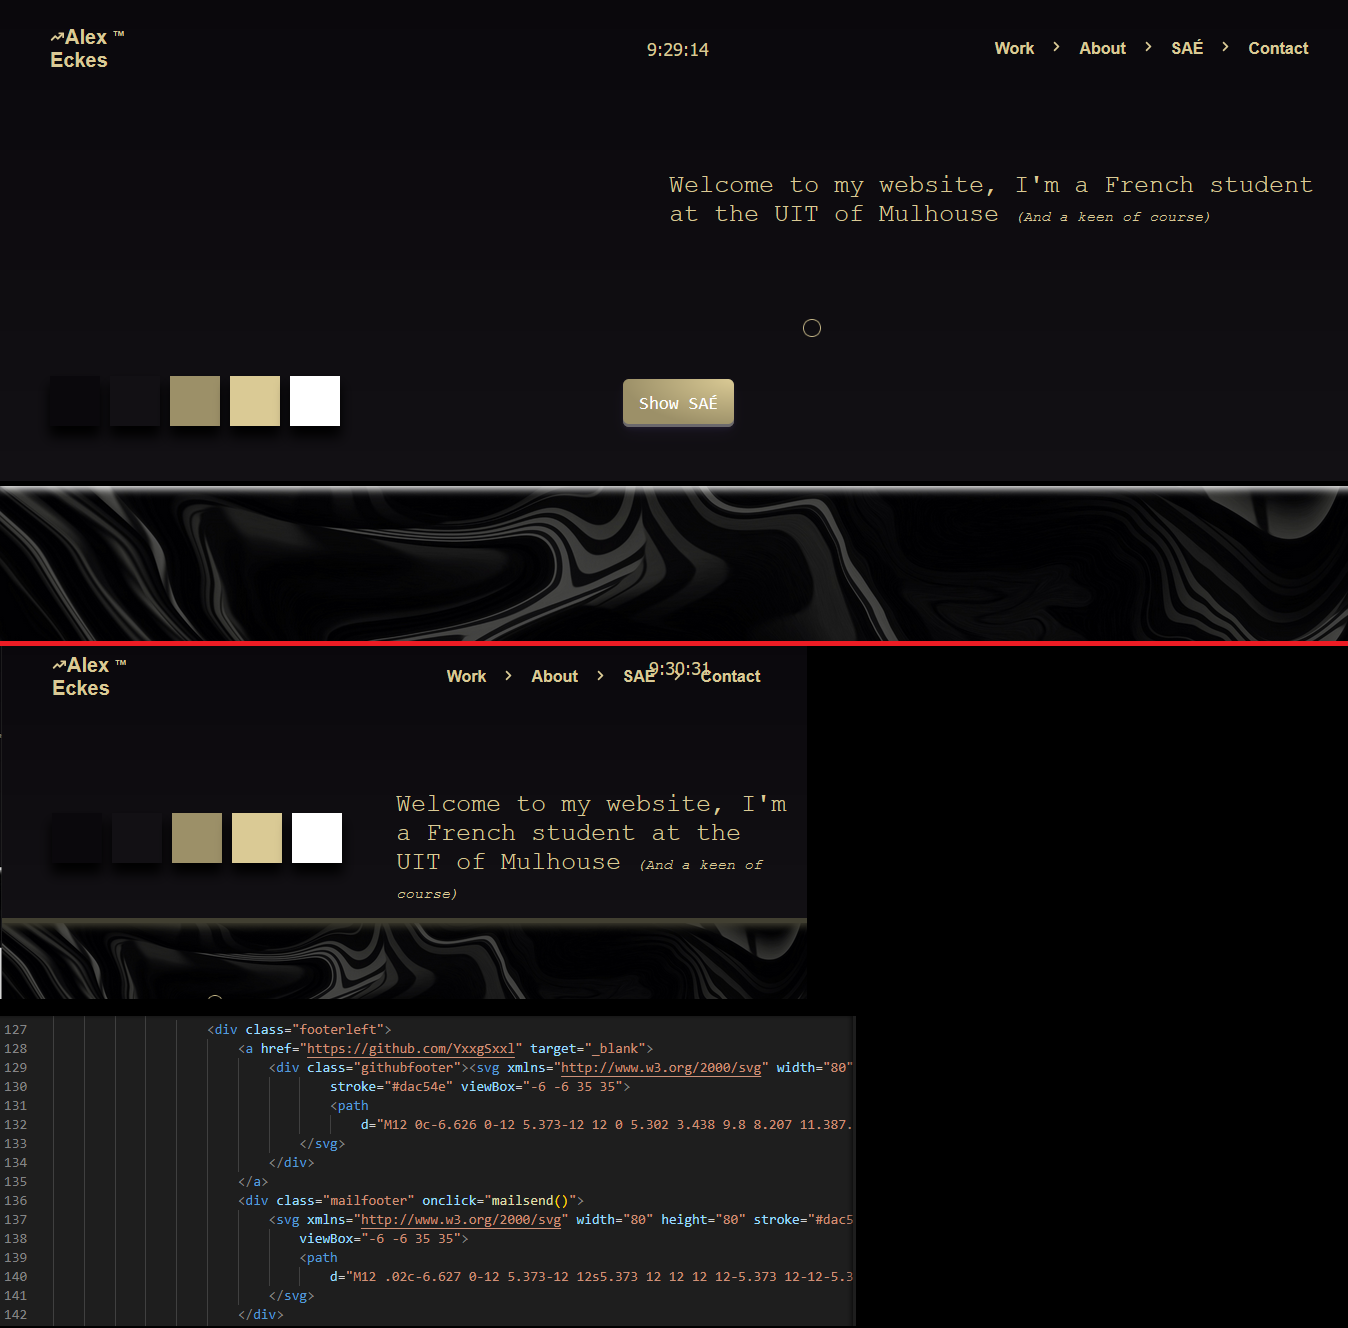 Alex ™
Eckes
9:29:14
Work > About > SAÉ > Contact
Welcome to my website, I'm a French student
at the UIT of Mulhouse (And a keen of course)
Show SAÉ
Alex ™
Eckes
Work > About > SAÉ > Contact
9:30:31
Welcome to my website, I'm
a French student at the
UIT of Mulhouse (And a keen of
course)
127 <div class="footerleft">
128 <a href="https://github.com/YxxgSxxl" target="_blank">
129 <div class="githubfooter"><svg xmlns="http://www.w3.org/2000/svg" width="80"
130 stroke="#dac54e" viewBox="-6 -6 35 35">
131 <path
132 d="M12 0c-6.626 0-12 5.373-12 12 0 5.302 3.438 9.8 8.207 11.387.
133 </svg>
134 </div>
135 </a>
136 <div class="mailfooter" onclick="mailsend()">
137 <svg xmlns="http://www.w3.org/2000/svg" width="80" height="80" stroke="#dac5
138 viewBox="-6 -6 35 35">
139 <path
140 d="M12 .02c-6.627 0-12 5.373-12 12s5.373 12 12 12 12-5.373 12-12-5.3
141 </svg>
142 </div>